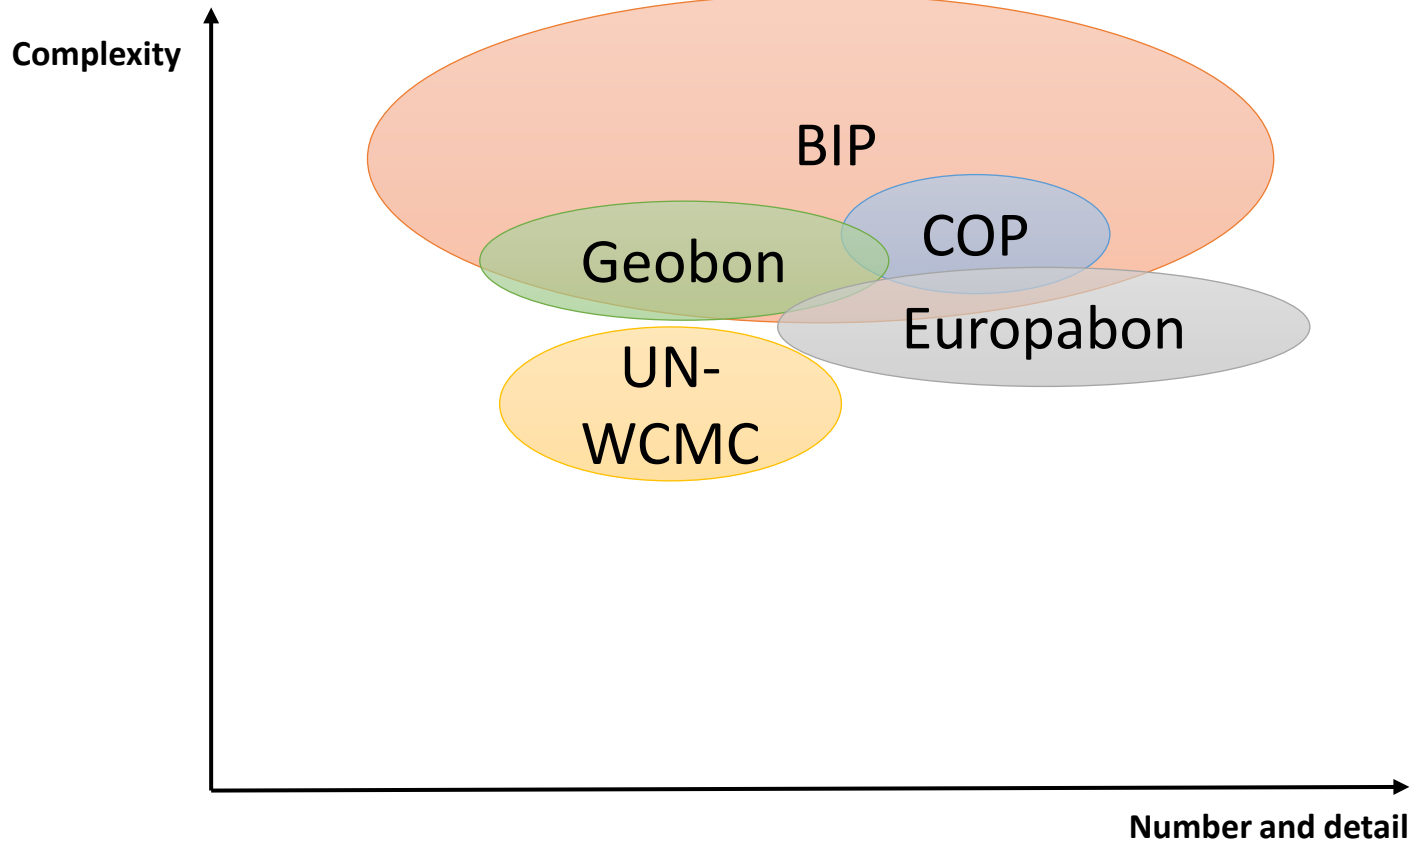 Complexity
BIP
COP
Geobon
Europabon
UN-
WCMC
Number and detail